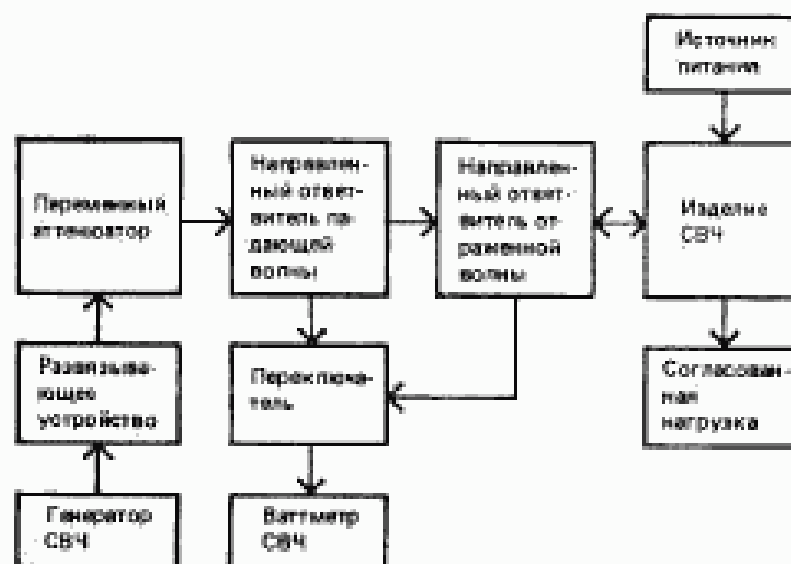 Источник
питания
Переменный
аттенюатор
Направлен-
ный ответ-
витель па-
дающей
волны
Направлен-
ный ответ-
витель от-
раженной
волны
Изделие
СВЧ
Развязыва-
ющее
устройство
Переключа-
тель
Согласован-
ная
нагрузка
Генератор
СВЧ
Ваттметр
СВЧ